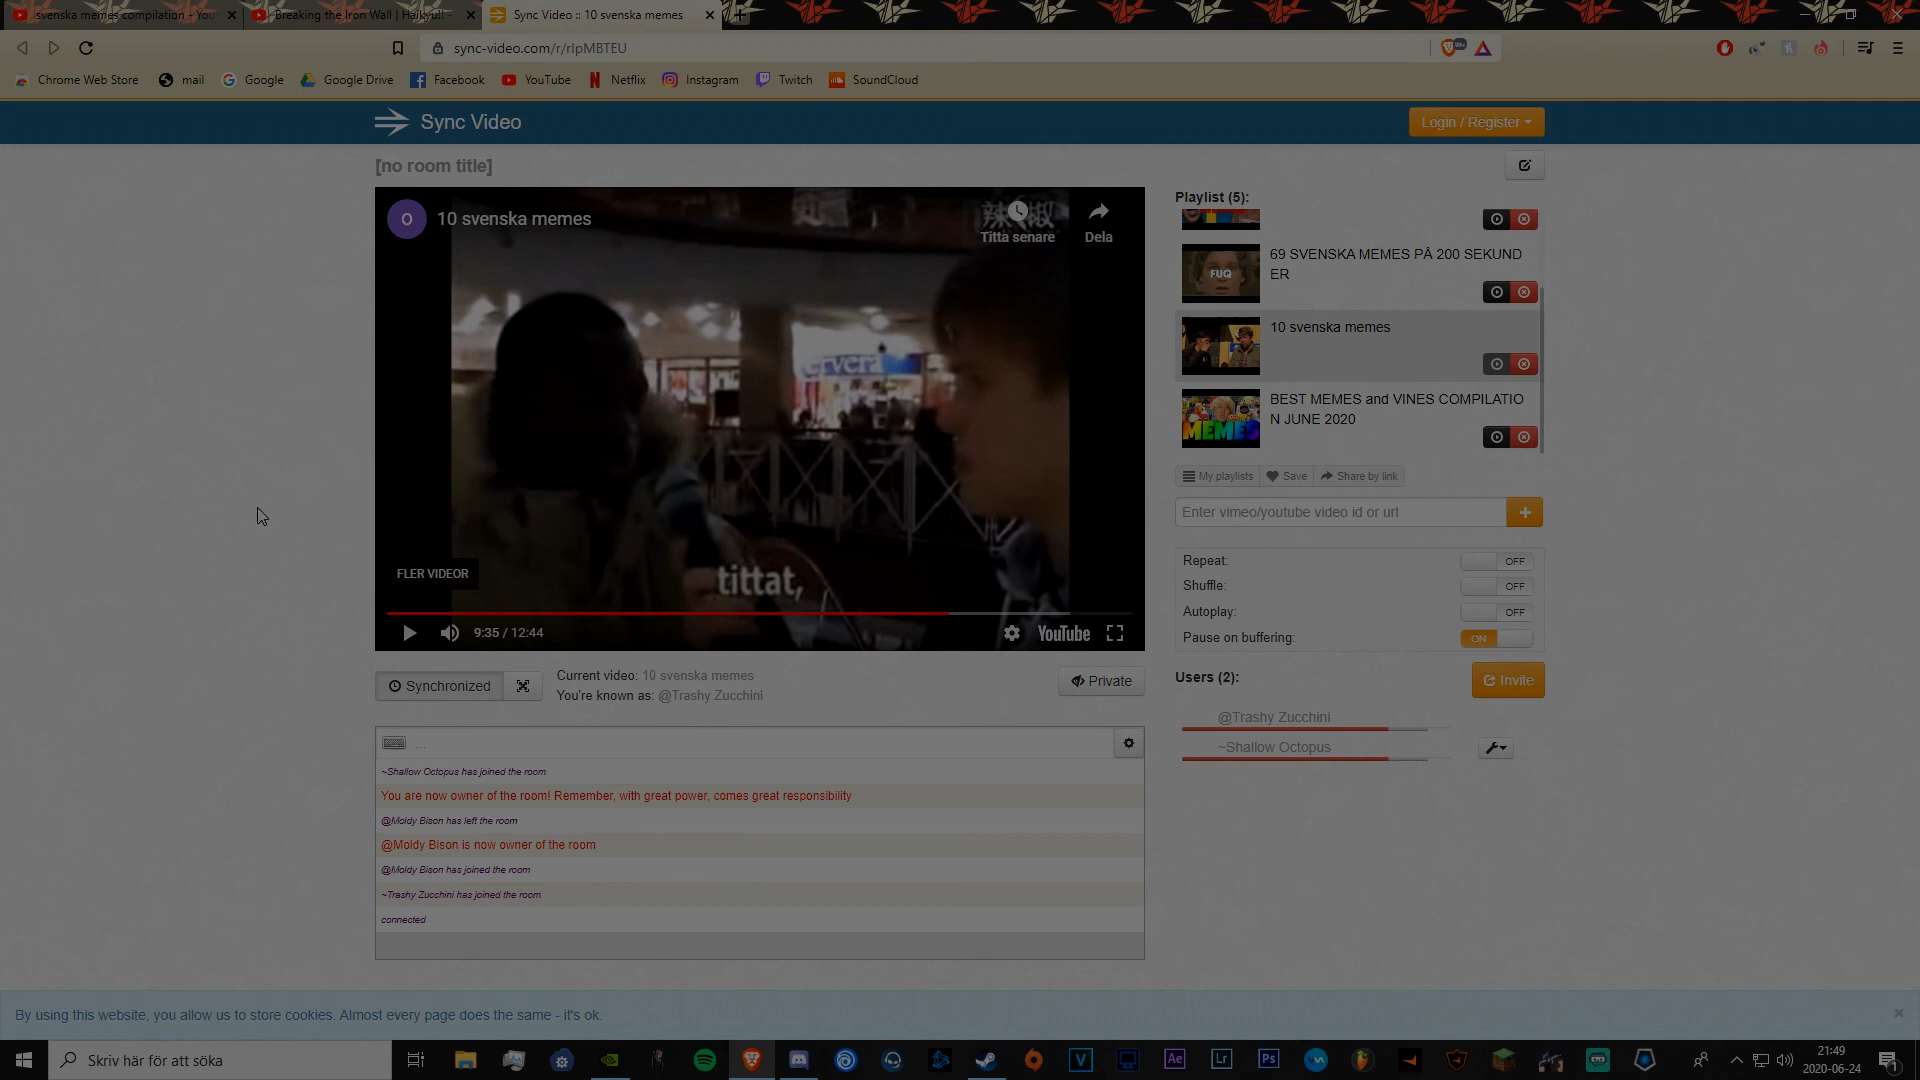 svenska memes compilation - You
Breaking the Iron Wall | Haikyu!! -
Sync Video :: 10 svenska memes
sync-video.com/r/rIpMBTEU
99+
Chrome Web Store
mail
Google
Google Drive
Facebook
YouTube
Netflix
Instagram
Twitch
SoundCloud
Sync Video
Login / Register
[no room title]
O
10 svenska memes
Titta senare
Dela
tittat,
FLER VIDEOR
9:35 / 12:44
YouTube
Playlist (5):
FUQ
69 SVENSKA MEMES PÅ 200 SEKUND
ER
10 svenska memes
MEMES
BEST MEMES and VINES COMPILATIO
N JUNE 2020
My playlists
Save
Share by link
Enter vimeo/youtube video id or url
Repeat:
OFF
Shuffle:
OFF
Autoplay:
OFF
Pause on buffering:
ON
Synchronized
Current video: 10 svenska memes
You're known as: @Trashy Zucchini
Private
Users (2):
Invite
@Trashy Zucchini
~Shallow Octopus
...
~Shallow Octopus has joined the room
You are now owner of the room! Remember, with great power, comes great responsibility
@Moldy Bison has left the room
@Moldy Bison is now owner of the room
@Moldy Bison has joined the room
~Trashy Zucchini has joined the room
connected
By using this website, you allow us to store cookies. Almost every page does the same - it's ok.
Skriv här för att söka
V
Ae
Lr
Ps
21:49
2020-06-24
1